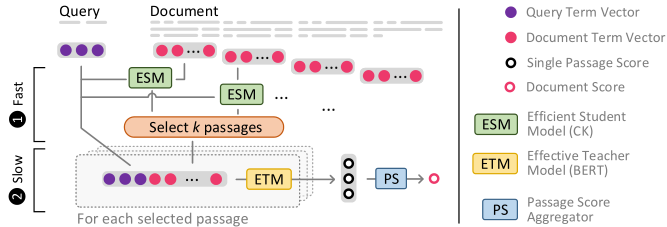 Query
Document
Query Term Vector
Document Term Vector
Single Passage Score
Document Score
...
...
...
...
ESM
ESM
...
...
1 Fast
Select k passages
ESM
Efficient Student
Model (CK)
2 Slow
...
ETM
PS
ETM
Effective Teacher
Model (BERT)
For each selected passage
PS
Passage Score
Aggregator